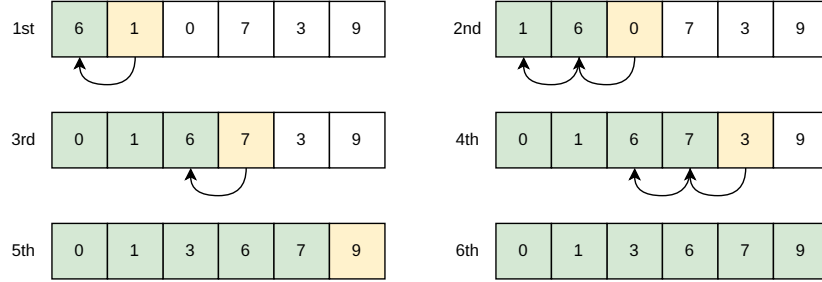 1st 6 1 0 7 3 9
2nd 1 6 0 7 3 9
3rd 0 1 6 7 3 9
4th 0 1 6 7 3 9
5th 0 1 3 6 7 9
6th 0 1 3 6 7 9